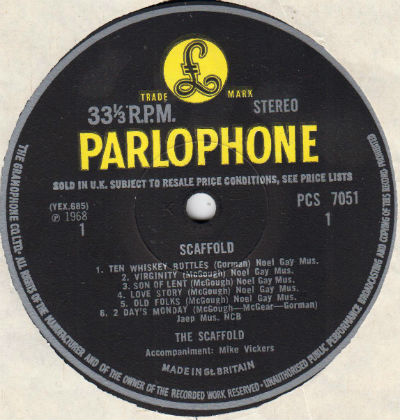 TRADE MARK
33⅓ R.P.M. STEREO
PARLOPHONE
SOLD IN U.K. SUBJECT TO RESALE PRICE CONDITIONS, SEE PRICE LISTS
(YEX.685) PCS 7051
℗ 1968
1 1
SCAFFOLD
1. TEN WHISKEY BOTTLES (Gorman) Noel Gay Mus.
2. VIRGINITY (McGough) Noel Gay Mus.
3. SON OF LENT (McGough) Noel Gay Mus.
4. LOVE STORY (McGough) Noel Gay Mus.
5. OLD FOLKS (McGough) Noel Gay Mus.
6. 2 DAY'S MONDAY (McGough—McGear—Gorman)
Jaep Mus. NCB
THE SCAFFOLD
Accompaniment: Mike Vickers
MADE IN Gt. BRITAIN
THE GRAMOPHONE CO. LTD. ALL RIGHTS OF THE MANUFACTURER AND OF THE OWNER OF THE RECORDED WORK RESERVED · UNAUTHORISED PUBLIC PERFORMANCE BROADCASTING AND COPYING OF THIS RECORD PROHIBITED